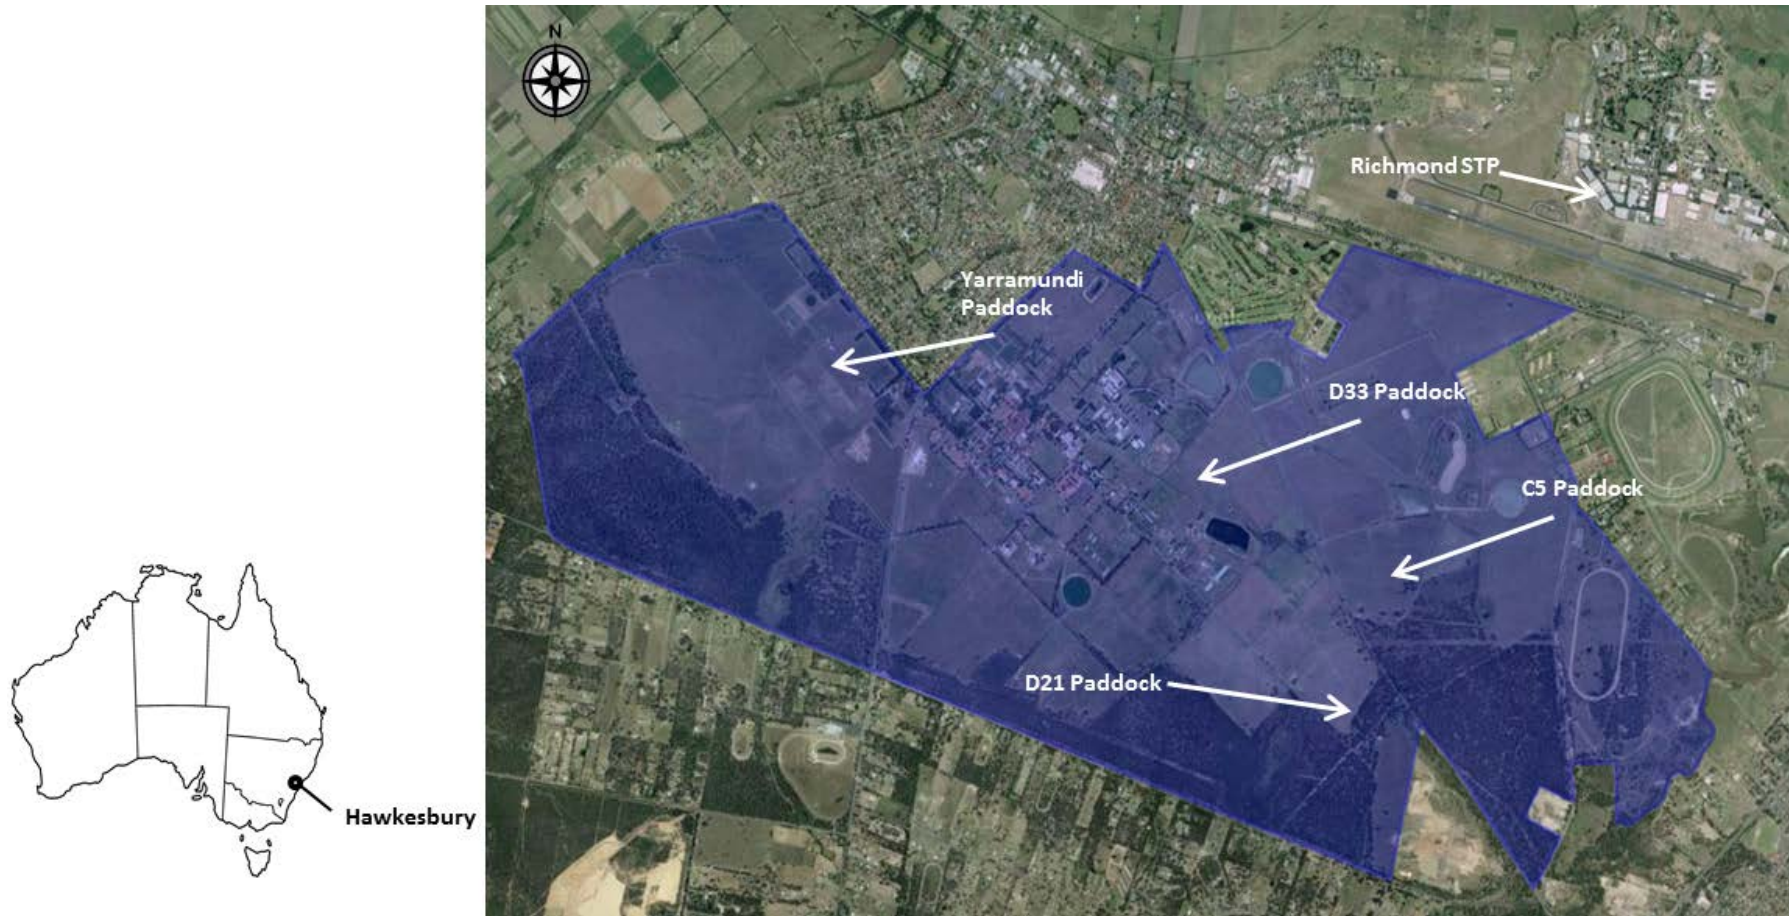 N
Richmond STP
Yarramundi
Paddock
D33 Paddock
C5 Paddock
D21 Paddock
Hawkesbury